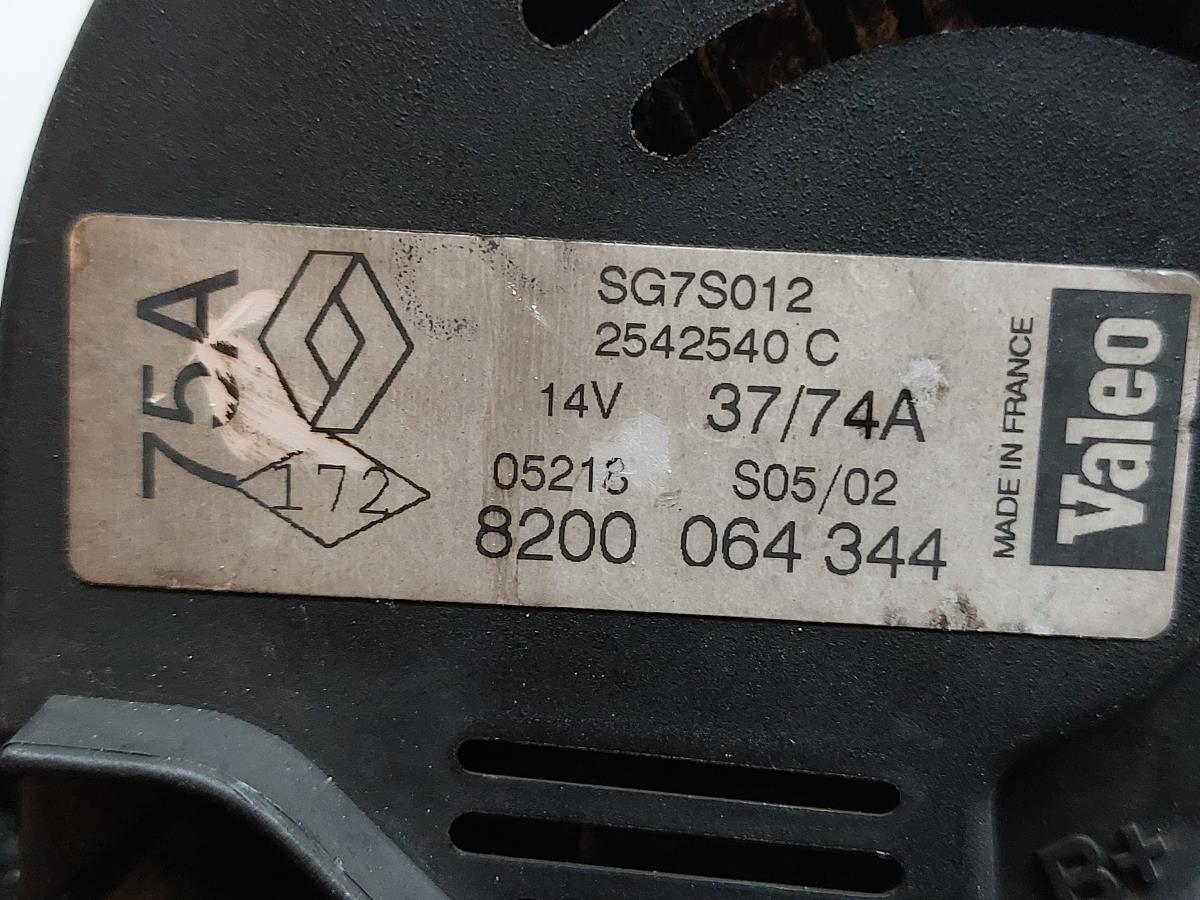 75A
172
SG7S012
2542540 C
14V 37/74A
05218 S05/02
8200 064 344
MADE IN FRANCE
Valeo
B+